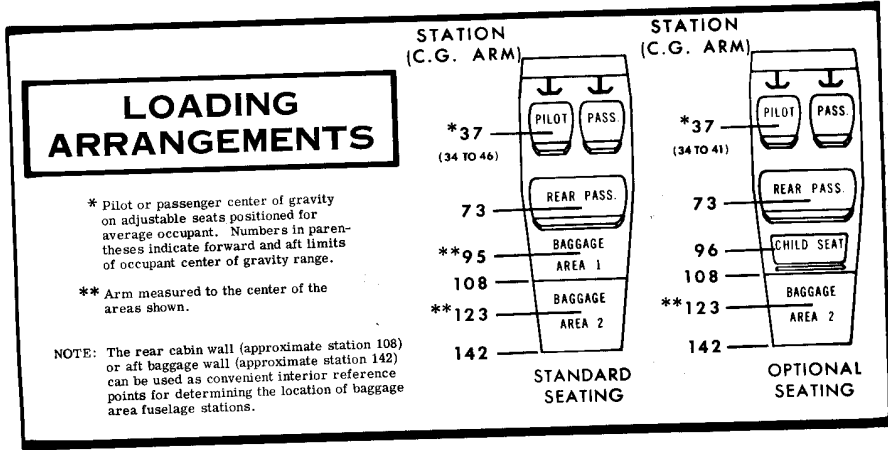 LOADING
ARRANGEMENTS
* Pilot or passenger center of gravity
on adjustable seats positioned for
average occupant. Numbers in paren-
theses indicate forward and aft limits
of occupant center of gravity range.
** Arm measured to the center of the
areas shown.
NOTE: The rear cabin wall (approximate station 108)
or aft baggage wall (approximate station 142)
can be used as convenient interior reference
points for determining the location of baggage
area fuselage stations.
STATION
(C.G. ARM)
PILOT PASS.
*37
(34 TO 46)
REAR PASS.
73
BAGGAGE
**95
AREA 1
108
BAGGAGE
**123
AREA 2
142
STANDARD
SEATING
STATION
(C.G. ARM)
PILOT PASS.
*37
(34 TO 41)
REAR PASS.
73
CHILD SEAT
96
108
BAGGAGE
**123
AREA 2
142
OPTIONAL
SEATING